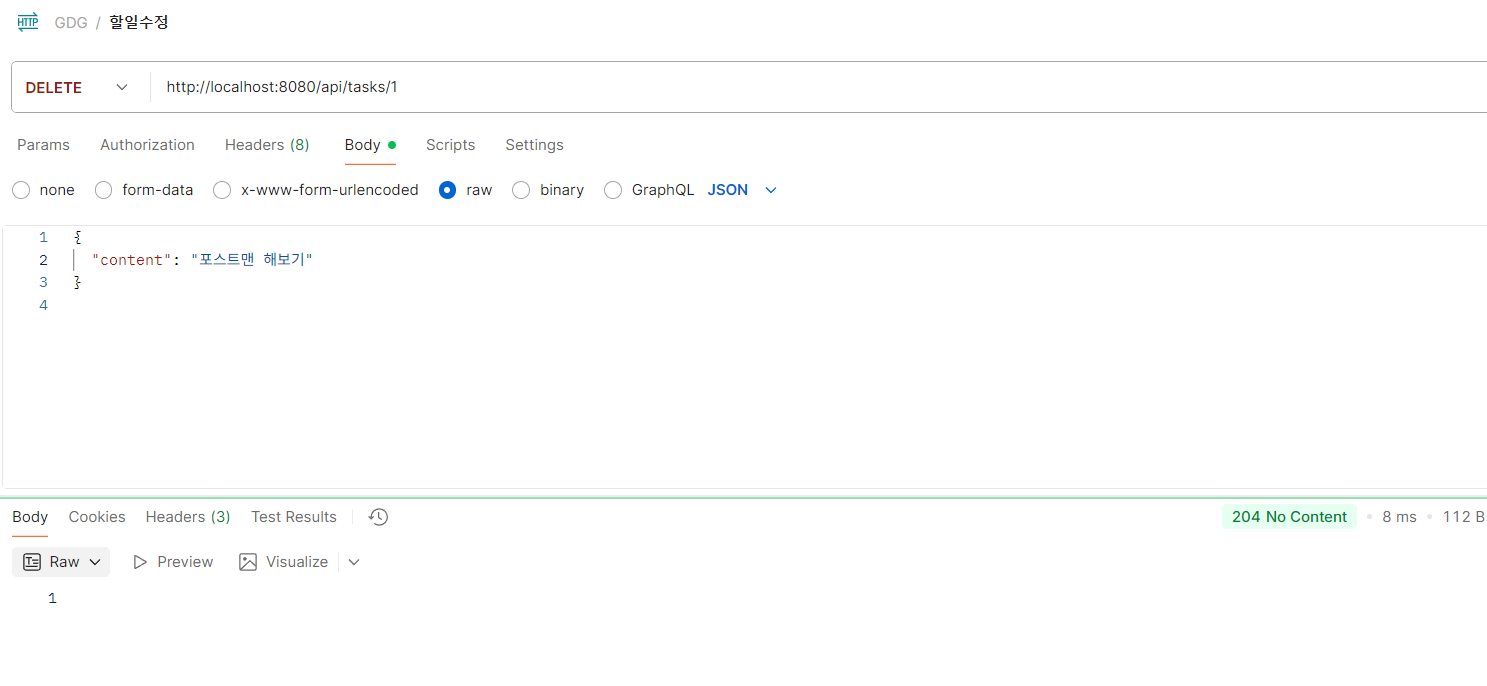 HTTP GDG / 할일수정
DELETE http://localhost:8080/api/tasks/1
Params Authorization Headers (8) Body Scripts Settings
none form-data x-www-form-urlencoded raw binary GraphQL JSON
1 {
2 "content": "포스트맨 해보기"
3 }
4
Body Cookies Headers (3) Test Results 204 No Content • 8 ms • 112 B
Raw Preview Visualize
1